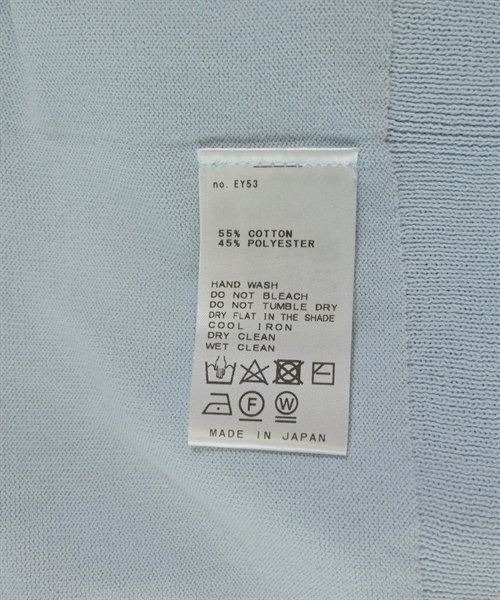 no. EY53
55% COTTON
45% POLYESTER
HAND WASH
DO NOT BLEACH
DO NOT TUMBLE DRY
DRY FLAT IN THE SHADE
COOL IRON
DRY CLEAN
WET CLEAN
F W
MADE IN JAPAN